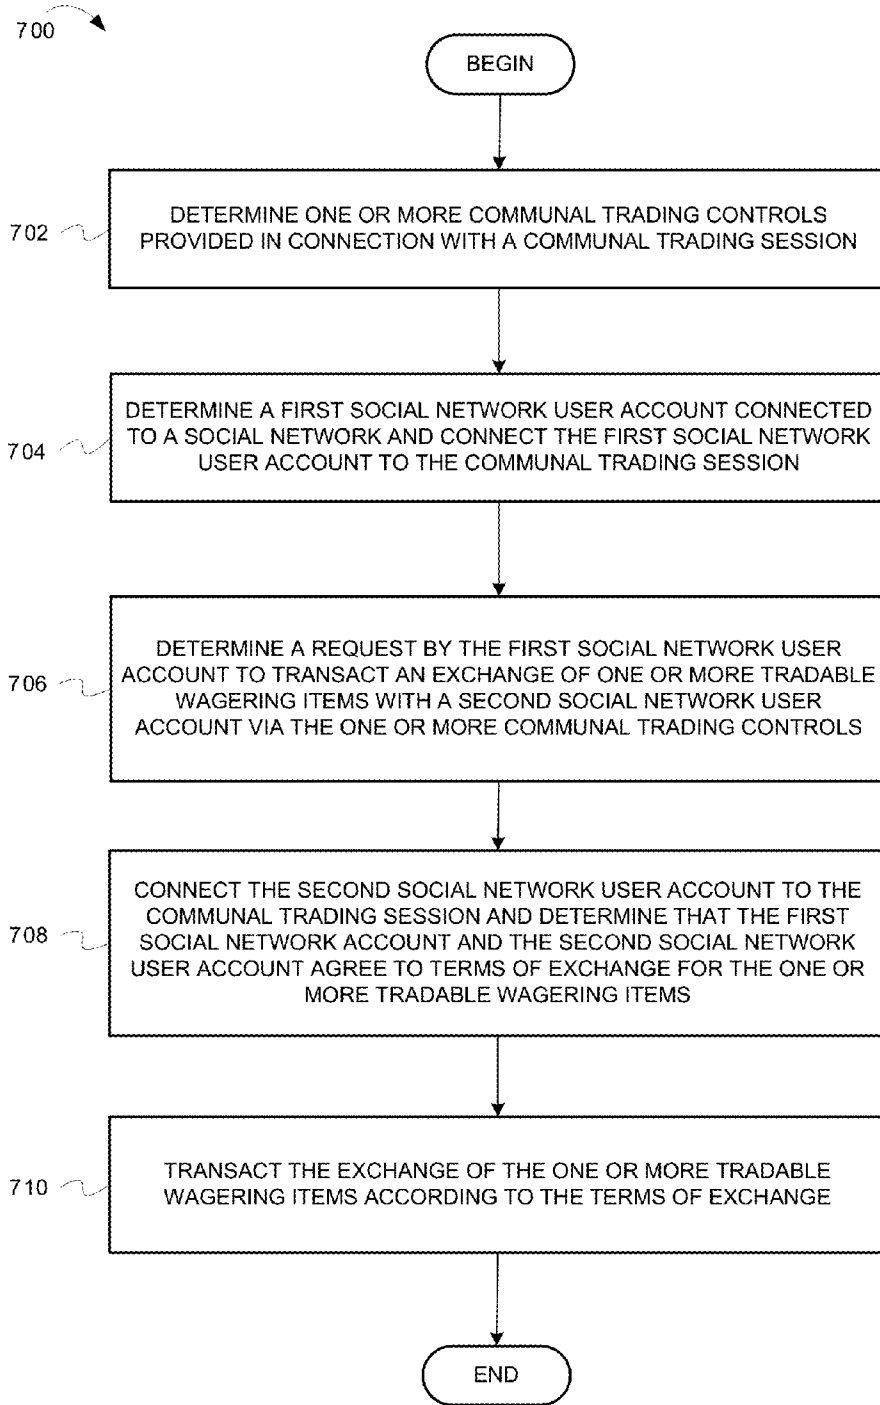 700
BEGIN
702
DETERMINE ONE OR MORE COMMUNAL TRADING CONTROLS
PROVIDED IN CONNECTION WITH A COMMUNAL TRADING SESSION
704
DETERMINE A FIRST SOCIAL NETWORK USER ACCOUNT CONNECTED
TO A SOCIAL NETWORK AND CONNECT THE FIRST SOCIAL NETWORK
USER ACCOUNT TO THE COMMUNAL TRADING SESSION
706
DETERMINE A REQUEST BY THE FIRST SOCIAL NETWORK USER
ACCOUNT TO TRANSACT AN EXCHANGE OF ONE OR MORE TRADABLE
WAGERING ITEMS WITH A SECOND SOCIAL NETWORK USER
ACCOUNT VIA THE ONE OR MORE COMMUNAL TRADING CONTROLS
708
CONNECT THE SECOND SOCIAL NETWORK USER ACCOUNT TO THE
COMMUNAL TRADING SESSION AND DETERMINE THAT THE FIRST
SOCIAL NETWORK ACCOUNT AND THE SECOND SOCIAL NETWORK
USER ACCOUNT AGREE TO TERMS OF EXCHANGE FOR THE ONE OR
MORE TRADABLE WAGERING ITEMS
710
TRANSACT THE EXCHANGE OF THE ONE OR MORE TRADABLE
WAGERING ITEMS ACCORDING TO THE TERMS OF EXCHANGE
END